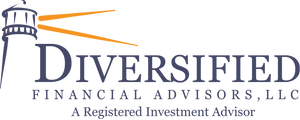 DIVERSIFIED
FINANCIAL ADVISORS, LLC
A Registered Investment Advisor